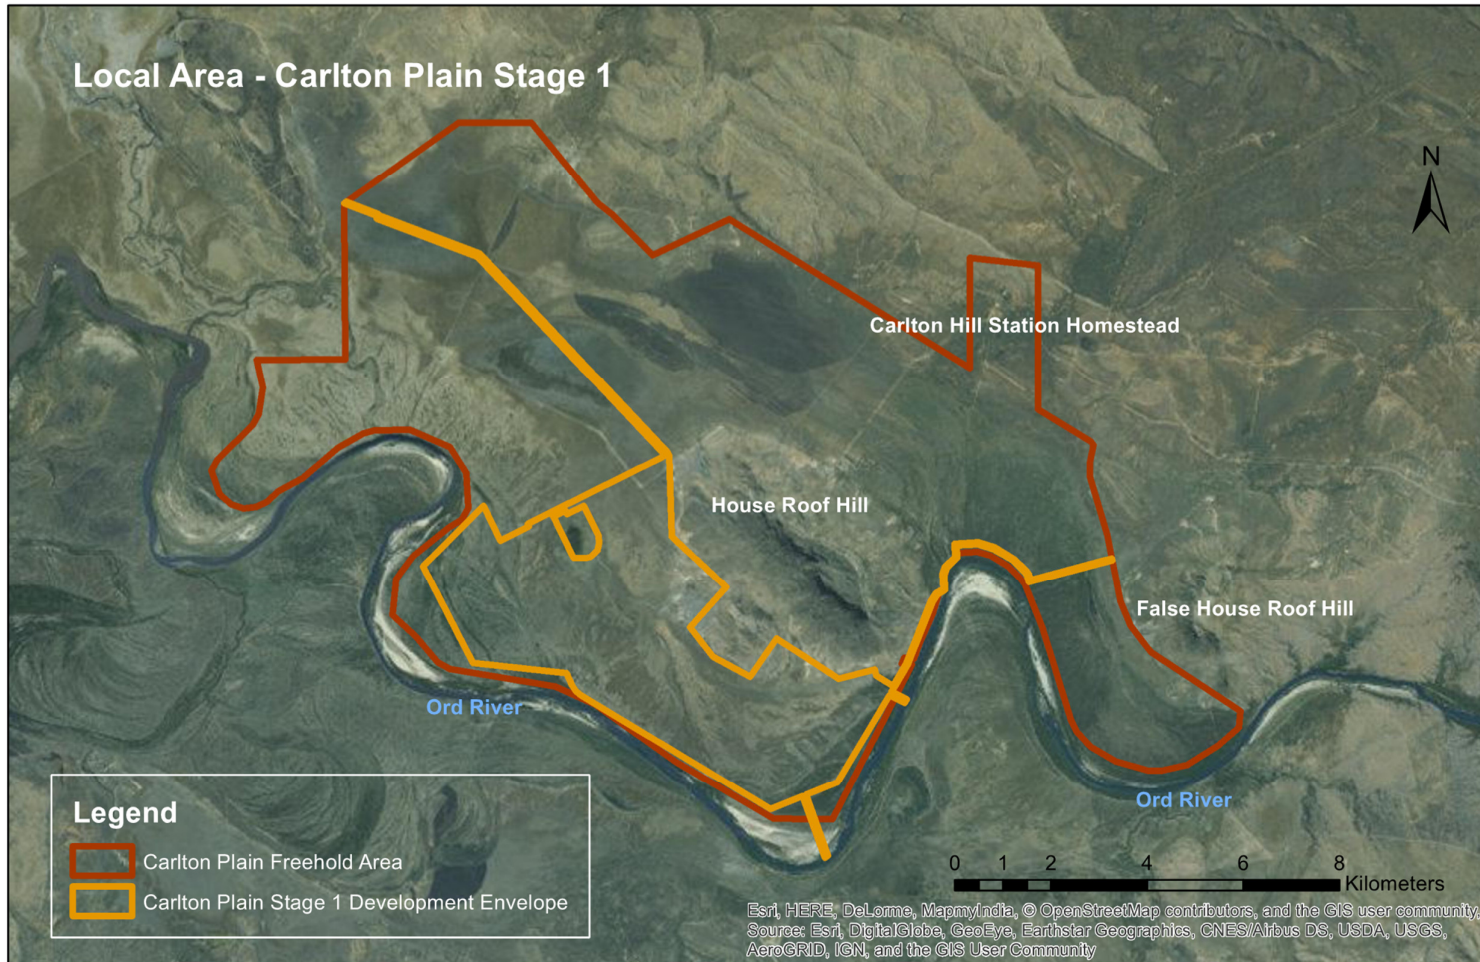 Local Area - Carlton Plain Stage 1
N
Carlton Hill Station Homestead
House Roof Hill
False House Roof Hill
Ord River
Ord River
Legend
Carlton Plain Freehold Area
Carlton Plain Stage 1 Development Envelope
0 1 2 4 6 8
Kilometers
Esri, HERE, DeLorme, MapmyIndia, © OpenStreetMap contributors, and the GIS user community,
Source: Esri, DigitalGlobe, GeoEye, Earthstar Geographics, CNES/Airbus DS, USDA, USGS,
AeroGRID, IGN, and the GIS User Community